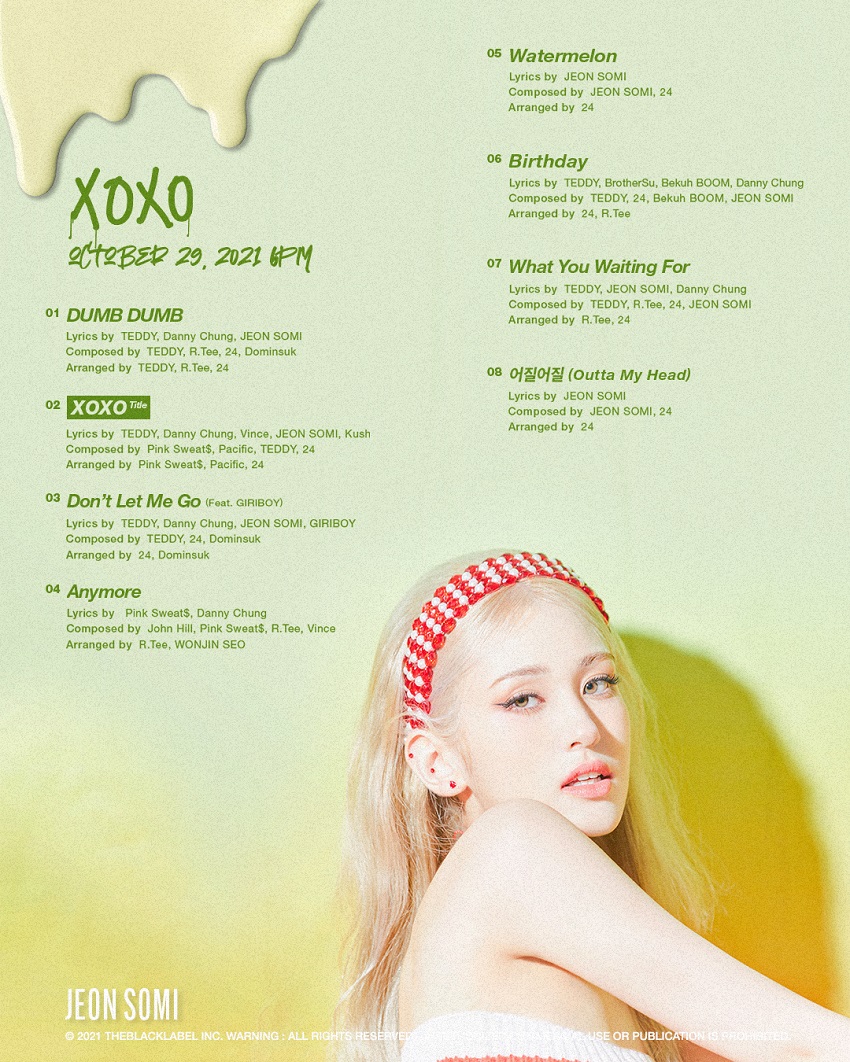 XOXO
OCTOBER 29, 2021 6PM
01 DUMB DUMB
Lyrics by TEDDY, Danny Chung, JEON SOMI
Composed by TEDDY, R.Tee, 24, Dominsuk
Arranged by TEDDY, R.Tee, 24
02 XOXO Title
Lyrics by TEDDY, Danny Chung, Vince, JEON SOMI, Kush
Composed by Pink Sweat$, Pacific, TEDDY, 24
Arranged by Pink Sweat$, Pacific, 24
03 Don't Let Me Go (Feat. GIRIBOY)
Lyrics by TEDDY, Danny Chung, JEON SOMI, GIRIBOY
Composed by TEDDY, 24, Dominsuk
Arranged by 24, Dominsuk
04 Anymore
Lyrics by Pink Sweat$, Danny Chung
Composed by John Hill, Pink Sweat$, R.Tee, Vince
Arranged by R.Tee, WONJIN SEO
05 Watermelon
Lyrics by JEON SOMI
Composed by JEON SOMI, 24
Arranged by 24
06 Birthday
Lyrics by TEDDY, BrotherSu, Bekuh BOOM, Danny Chung
Composed by TEDDY, 24, Bekuh BOOM, JEON SOMI
Arranged by 24, R.Tee
07 What You Waiting For
Lyrics by TEDDY, JEON SOMI, Danny Chung
Composed by TEDDY, R.Tee, 24, JEON SOMI
Arranged by R.Tee, 24
08 어질어질 (Outta My Head)
Lyrics by JEON SOMI
Composed by JEON SOMI, 24
Arranged by 24
JEON SOMI
© 2021 THEBLACKLABEL INC. WARNING : ALL RIGHTS RESERVED USE OR PUBLICATION IS PROHIBITED.